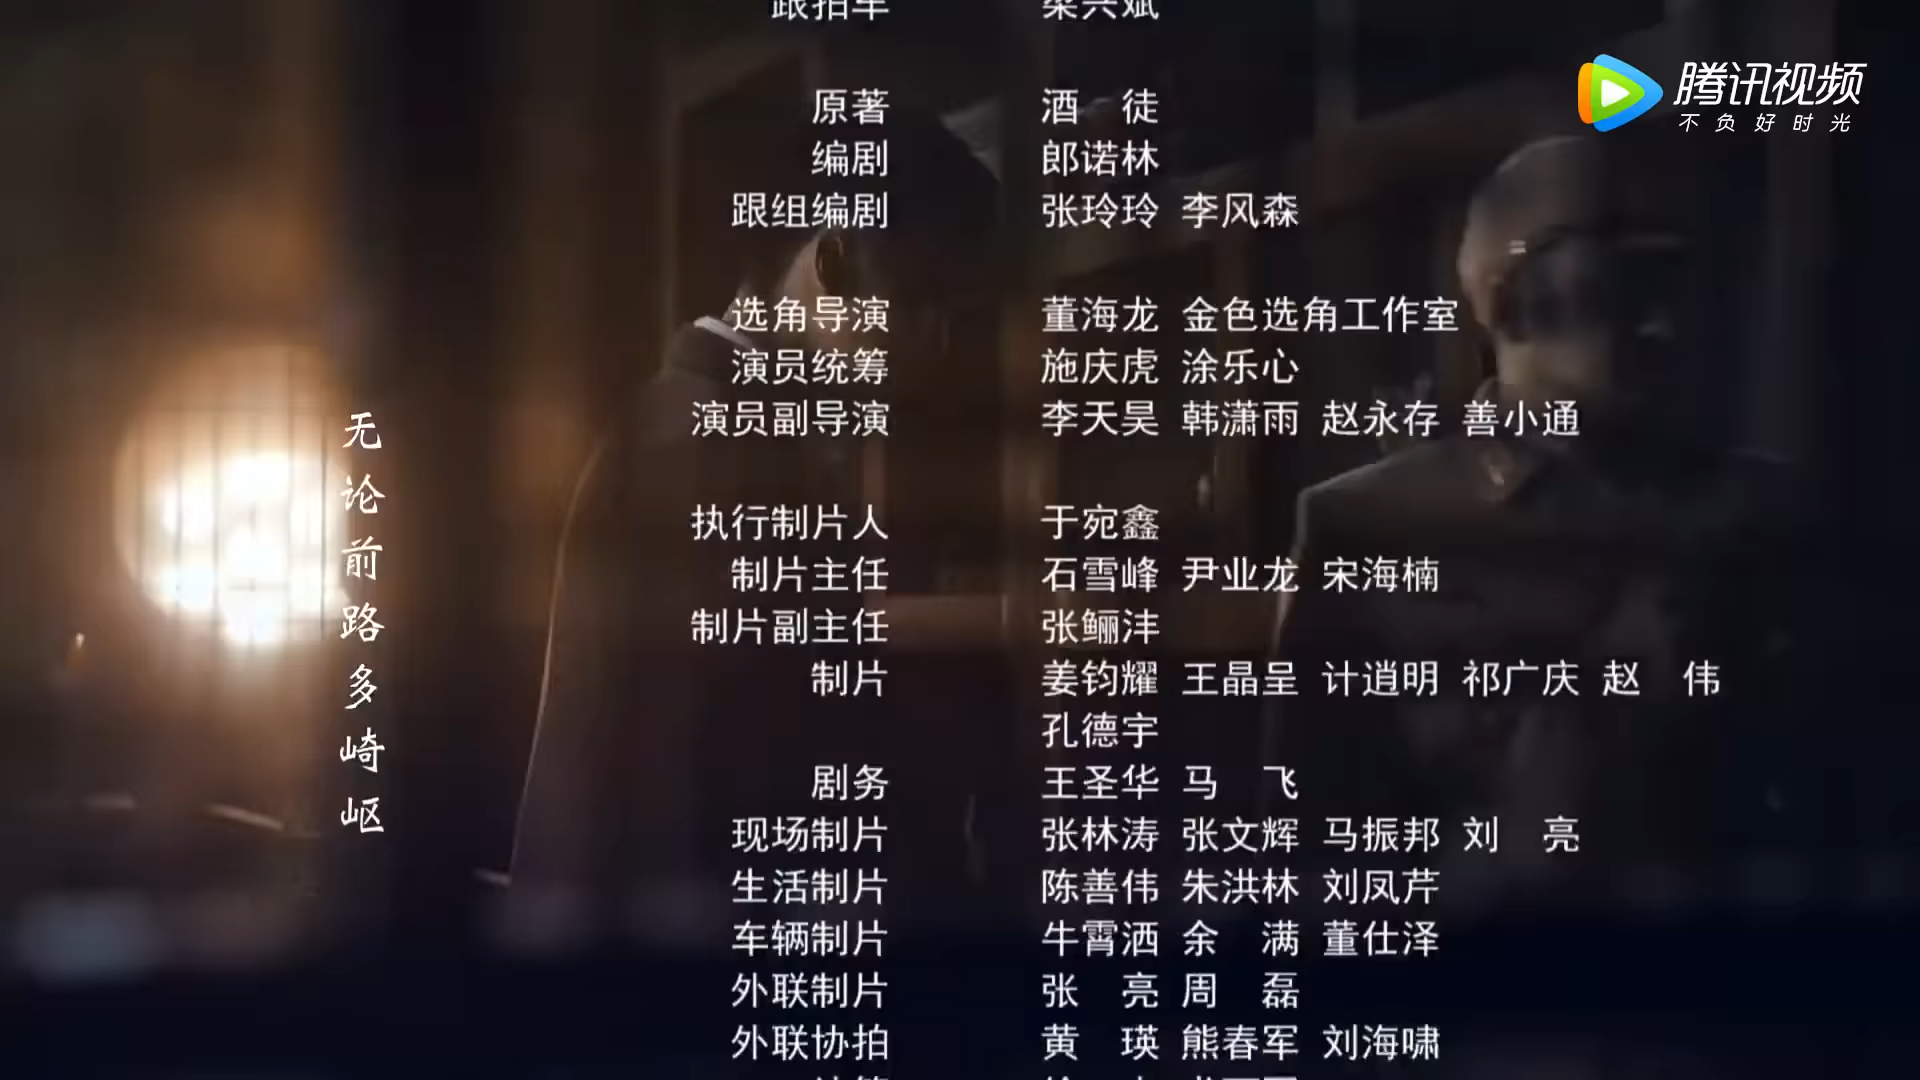 跟拍车 梁兴斌
腾讯视频
不负好时光
原著 酒 徒
编剧 郎诺林
跟组编剧 张玲玲 李风森
选角导演 董海龙 金色选角工作室
演员统筹 施庆虎 涂乐心
演员副导演 李天昊 韩潇雨 赵永存 善小通
执行制片人 于宛鑫
制片主任 石雪峰 尹业龙 宋海楠
制片副主任 张鲡沣
制片 姜钧耀 王晶呈 计逍明 祁广庆 赵 伟
孔德宇
剧务 王圣华 马 飞
现场制片 张林涛 张文辉 马振邦 刘 亮
生活制片 陈善伟 朱洪林 刘凤芹
车辆制片 牛霄洒 余 满 董仕泽
外联制片 张 亮 周 磊
外联协拍 黄 瑛 熊春军 刘海啸
无论前路多崎岖